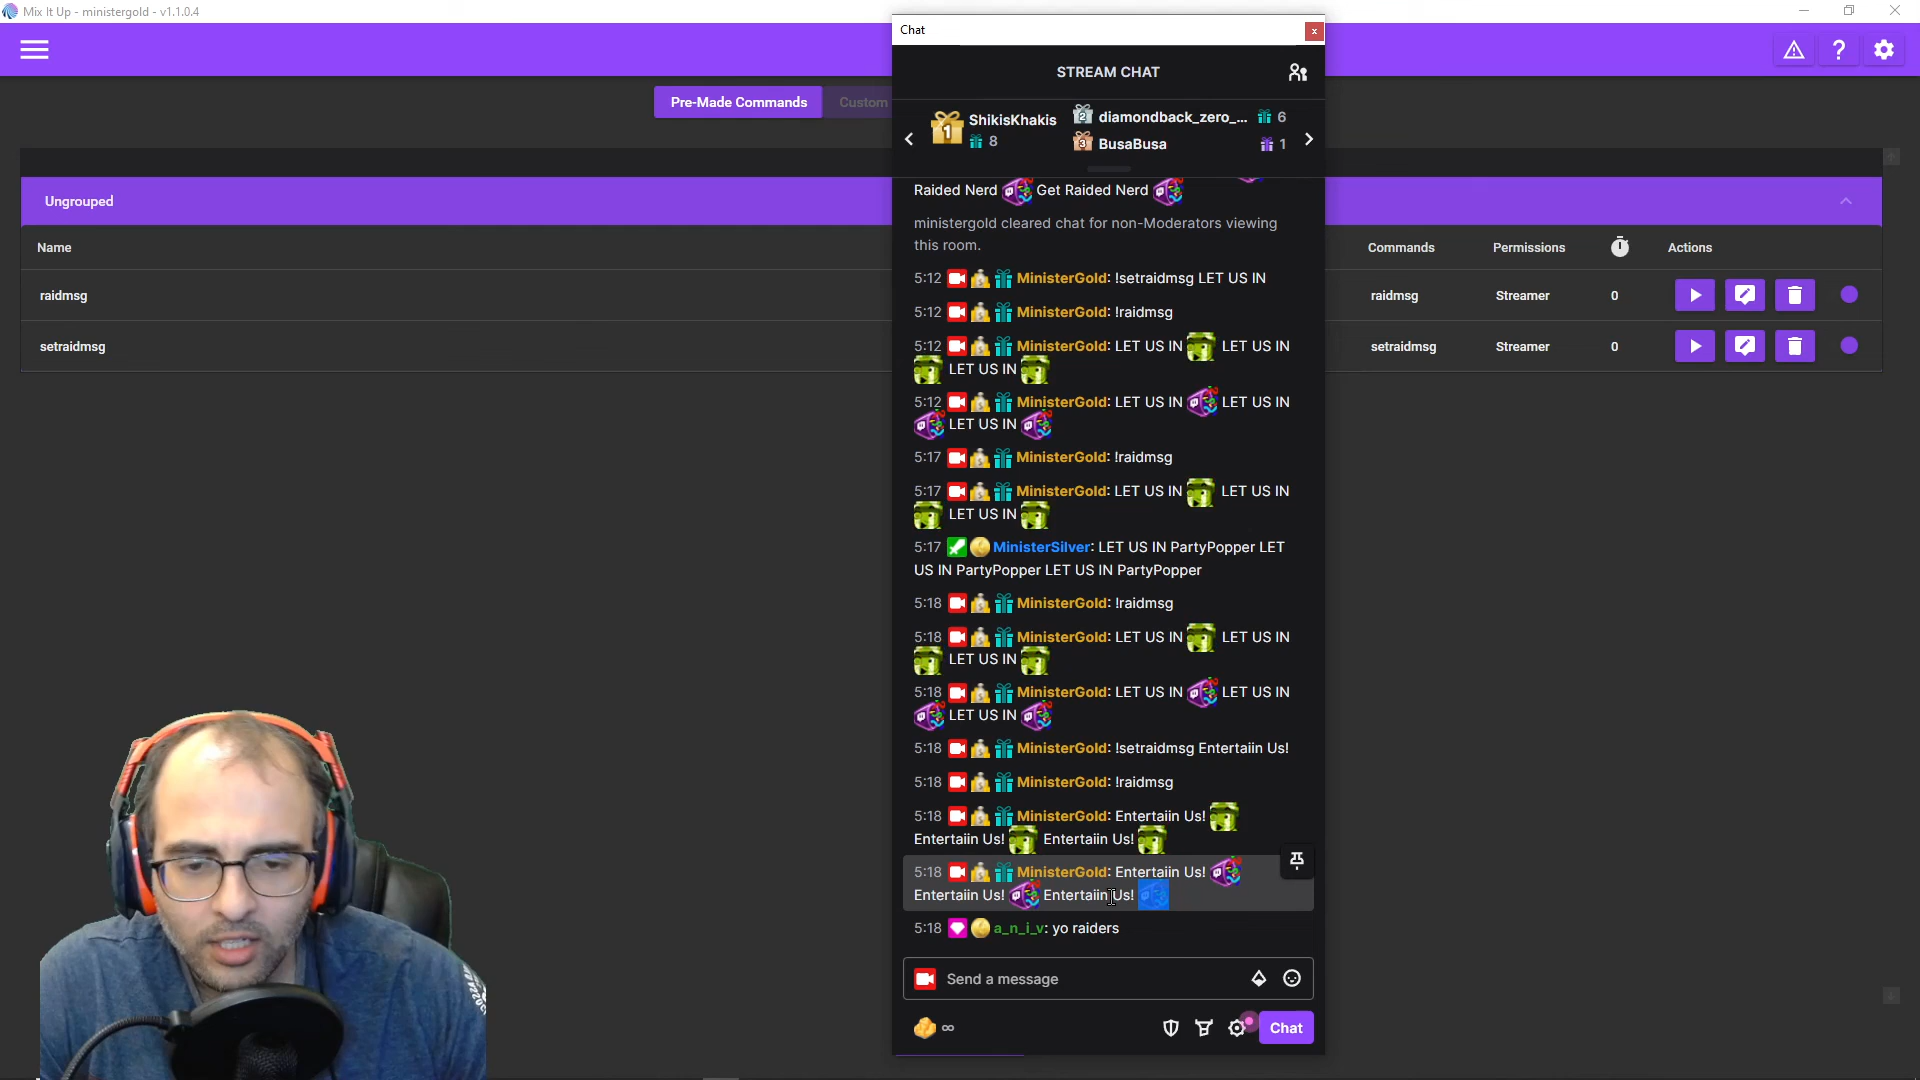 Mix It Up - ministergold - v1.1.0.4
Chat
STREAM CHAT
Pre-Made Commands
Custom
1
ShikisKhakis
8
2
diamondback_zero_...
6
3
BusaBusa
1
Ungrouped
Name
Commands
Permissions
Actions
raidmsg
raidmsg
Streamer
0
setraidmsg
setraidmsg
Streamer
0
Raided Nerd Get Raided Nerd
ministergold cleared chat for non-Moderators viewing
this room.
5:12 MinisterGold: !setraidmsg LET US IN
5:12 MinisterGold: !raidmsg
5:12 MinisterGold: LET US IN LET US IN
LET US IN
5:12 MinisterGold: LET US IN LET US IN
LET US IN
5:17 MinisterGold: !raidmsg
5:17 MinisterGold: LET US IN LET US IN
LET US IN
5:17 MinisterSilver: LET US IN PartyPopper LET
US IN PartyPopper LET US IN PartyPopper
5:18 MinisterGold: !raidmsg
5:18 MinisterGold: LET US IN LET US IN
LET US IN
5:18 MinisterGold: LET US IN LET US IN
LET US IN
5:18 MinisterGold: !setraidmsg Entertaiin Us!
5:18 MinisterGold: !raidmsg
5:18 MinisterGold: Entertaiin Us!
Entertaiin Us! Entertaiin Us!
5:18 MinisterGold: Entertaiin Us!
Entertaiin Us! Entertaiin Us!
5:18 a_n_i_v: yo raiders
Send a message
∞
Chat